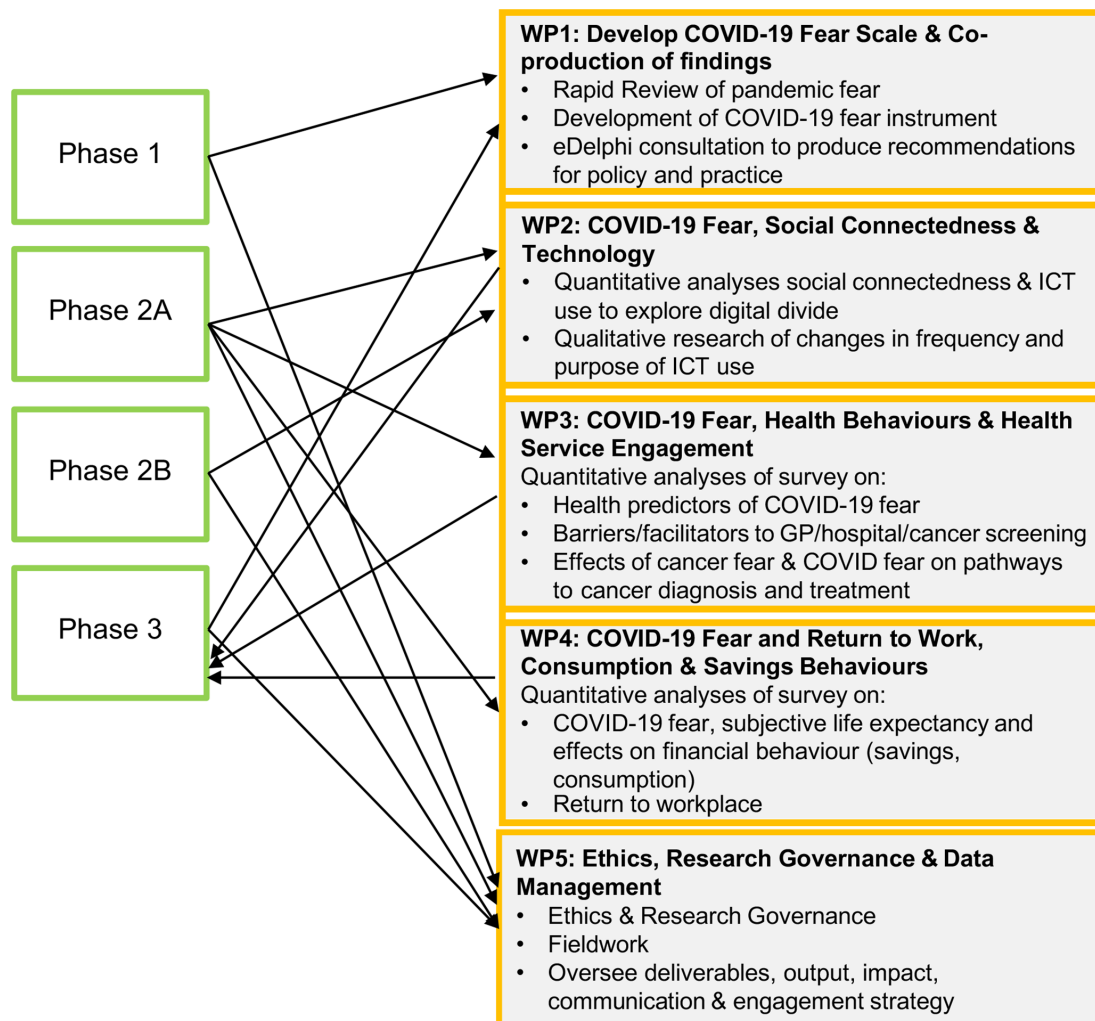 Phase 1
Phase 2A
Phase 2B
Phase 3
WP1: Develop COVID-19 Fear Scale & Co-
production of findings
• Rapid Review of pandemic fear
• Development of COVID-19 fear instrument
• eDelphi consultation to produce recommendations
for policy and practice
WP2: COVID-19 Fear, Social Connectedness &
Technology
• Quantitative analyses social connectedness & ICT
use to explore digital divide
• Qualitative research of changes in frequency and
purpose of ICT use
WP3: COVID-19 Fear, Health Behaviours & Health
Service Engagement
Quantitative analyses of survey on:
• Health predictors of COVID-19 fear
• Barriers/facilitators to GP/hospital/cancer screening
• Effects of cancer fear & COVID fear on pathways
to cancer diagnosis and treatment
WP4: COVID-19 Fear and Return to Work,
Consumption & Savings Behaviours
Quantitative analyses of survey on:
• COVID-19 fear, subjective life expectancy and
effects on financial behaviour (savings,
consumption)
• Return to workplace
WP5: Ethics, Research Governance & Data
Management
• Ethics & Research Governance
• Fieldwork
• Oversee deliverables, output, impact,
communication & engagement strategy